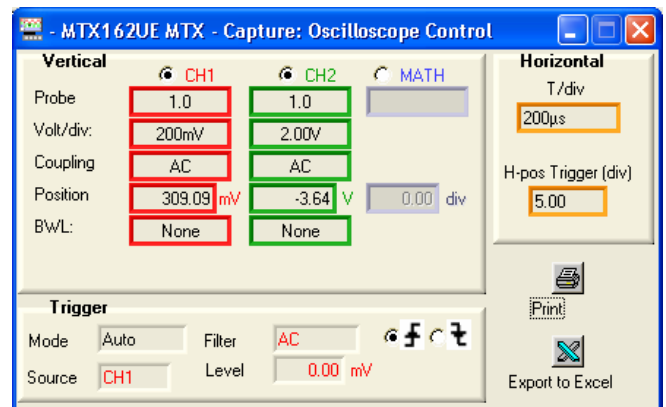 - MTX162UE MTX - Capture: Oscilloscope Control
Vertical
CH1 CH2 MATH
Probe 1.0 1.0
Volt/div: 200mV 2.00V
Coupling AC AC
Position 309.09 mV -3.64 V 0.00 div
BWL: None None
Horizontal
T/div
200µs
H-pos Trigger (div)
5.00
Print
Export to Excel
Trigger
Mode Auto Filter AC
Source CH1 Level 0.00 mV